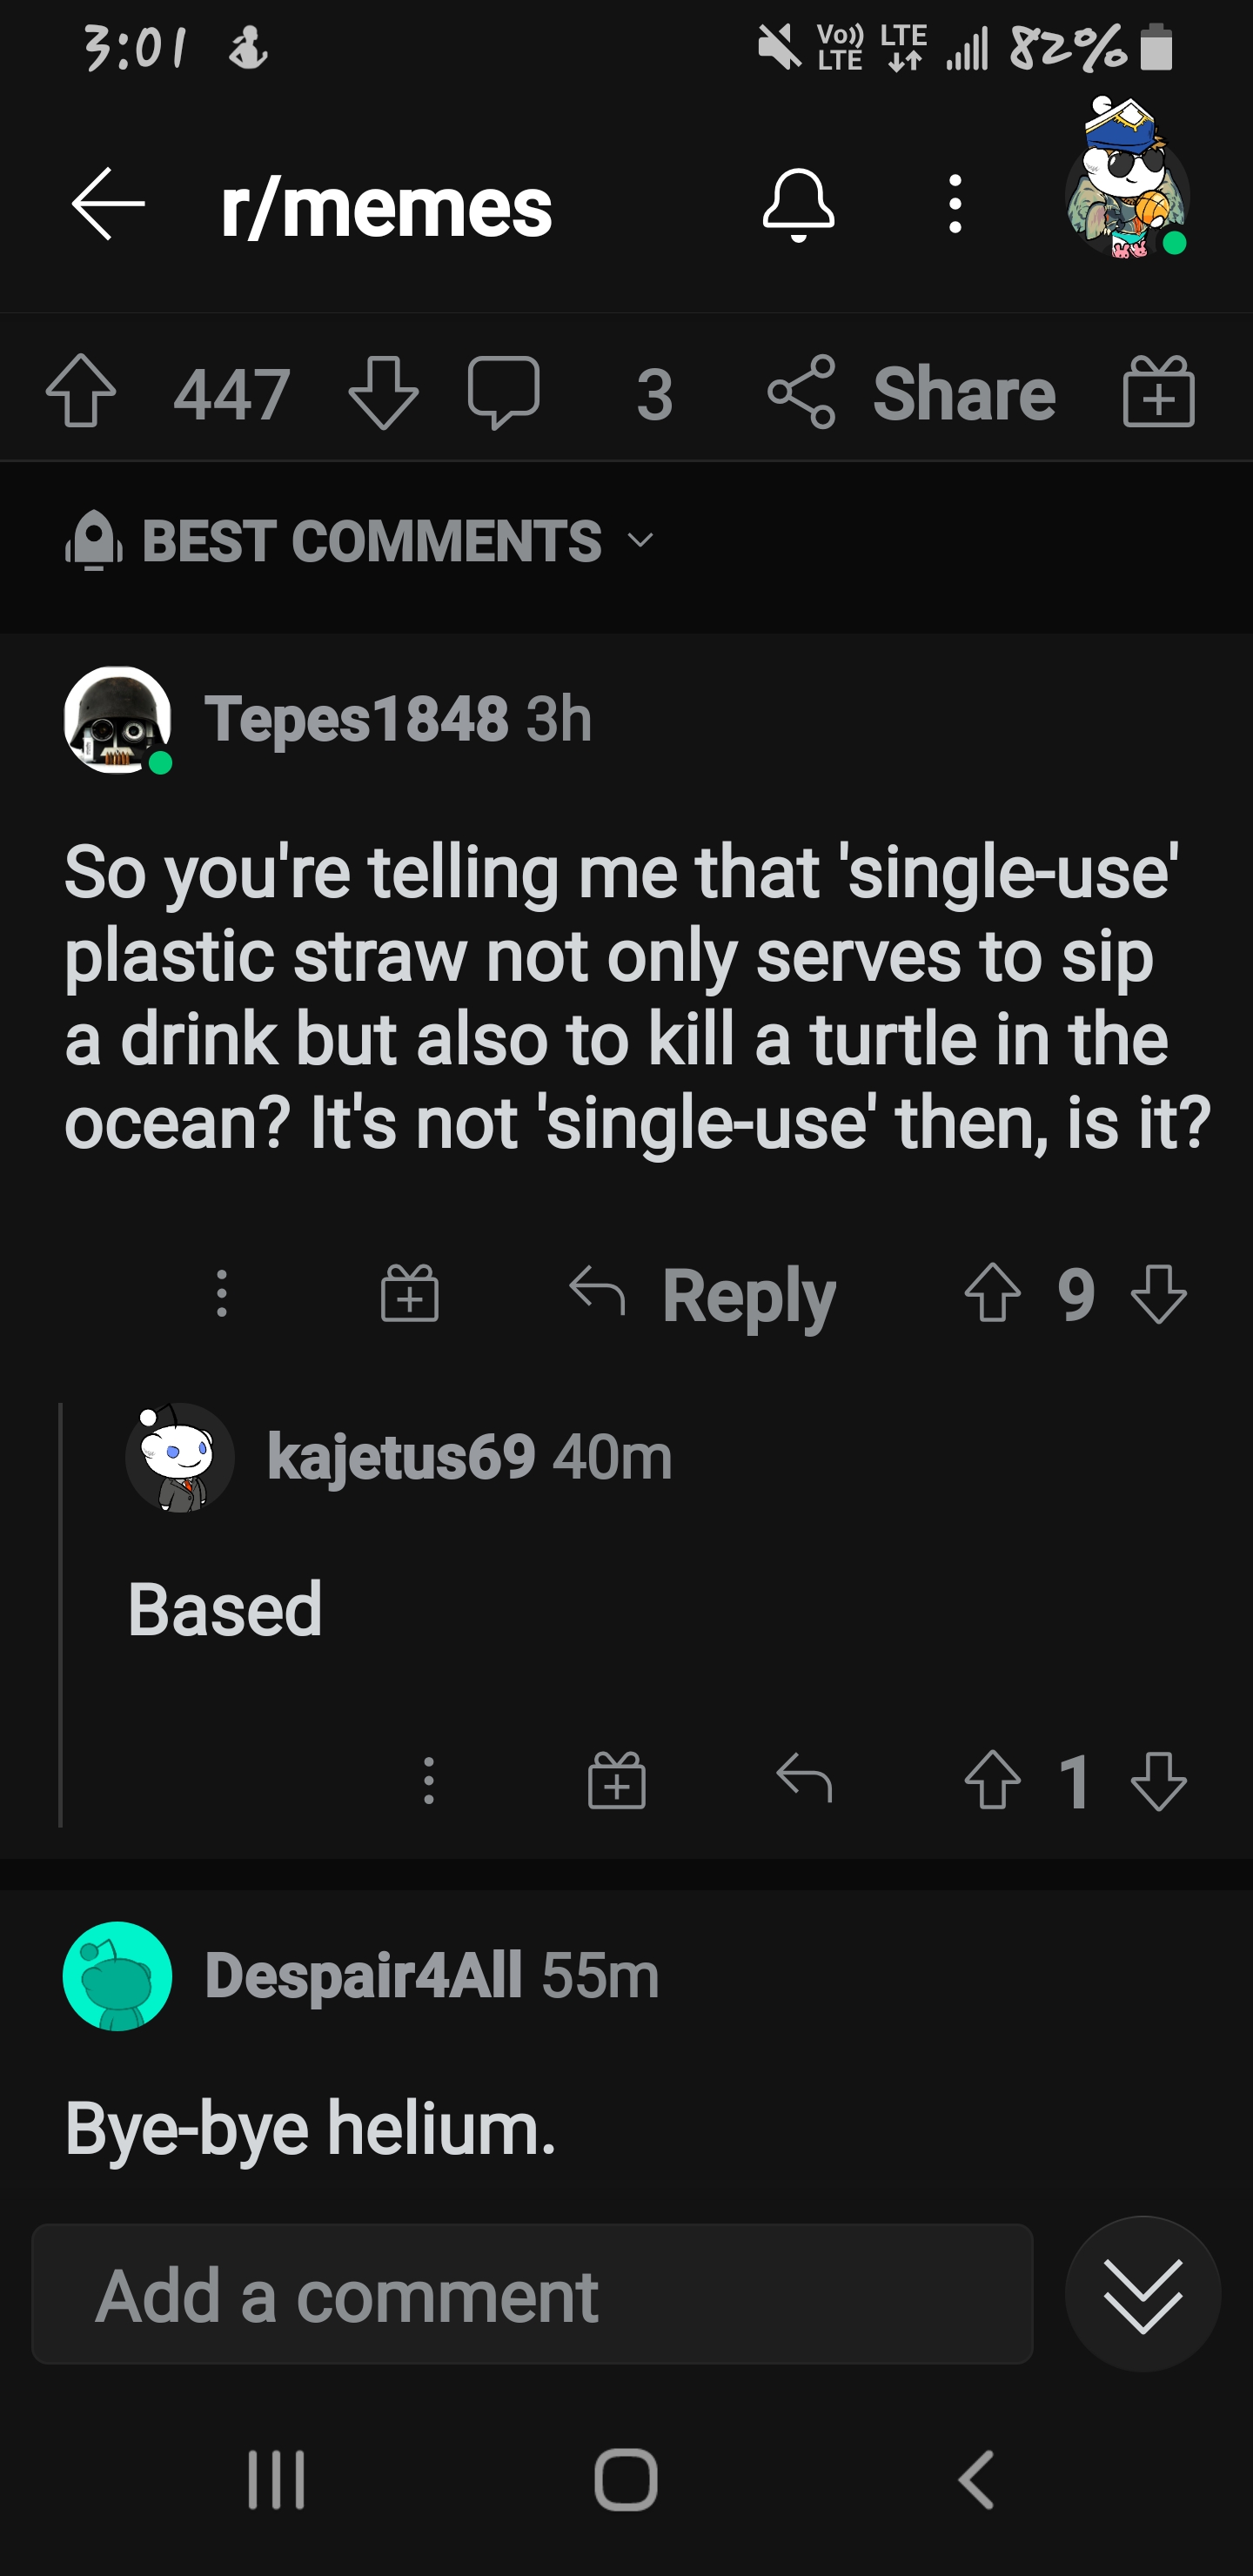 3:01 Vo)) LTE LTE 82%
r/memes
447 3 Share
BEST COMMENTS
Tepes1848 3h
So you're telling me that 'single-use'
plastic straw not only serves to sip
a drink but also to kill a turtle in the
ocean? It's not 'single-use' then, is it?
Reply 9
kajetus69 40m
Based
1
Despair4All 55m
Bye-bye helium.
Add a comment